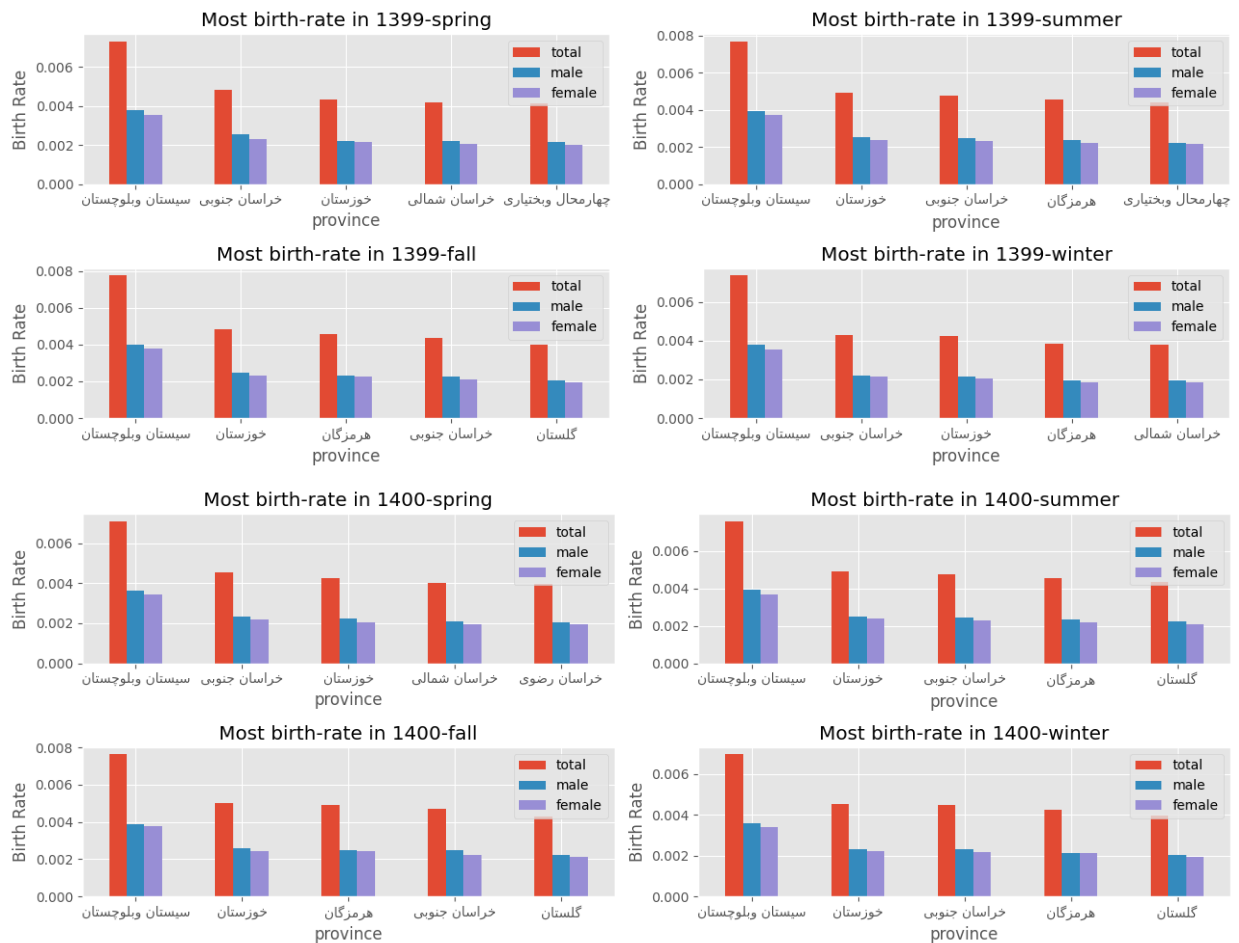 Most birth-rate in 1399-spring
Birth Rate
0.006
0.004
0.002
0.000
total
male
female
سیستان وبلوچستان
خراسان جنوبی
خوزستان
خراسان شمالی
چهارمحال وبختیاری
province
Most birth-rate in 1399-summer
Birth Rate
0.008
0.006
0.004
0.002
0.000
total
male
female
سیستان وبلوچستان
خوزستان
خراسان جنوبی
هرمزگان
چهارمحال وبختیاری
province
Most birth-rate in 1399-fall
Birth Rate
0.008
0.006
0.004
0.002
0.000
total
male
female
سیستان وبلوچستان
خوزستان
هرمزگان
خراسان جنوبی
گلستان
province
Most birth-rate in 1399-winter
Birth Rate
0.006
0.004
0.002
0.000
total
male
female
سیستان وبلوچستان
خراسان جنوبی
خوزستان
هرمزگان
خراسان شمالی
province
Most birth-rate in 1400-spring
Birth Rate
0.006
0.004
0.002
0.000
total
male
female
سیستان وبلوچستان
خراسان جنوبی
خوزستان
خراسان شمالی
خراسان رضوی
province
Most birth-rate in 1400-summer
Birth Rate
0.006
0.004
0.002
0.000
total
male
female
سیستان وبلوچستان
خوزستان
خراسان جنوبی
هرمزگان
گلستان
province
Most birth-rate in 1400-fall
Birth Rate
0.008
0.006
0.004
0.002
0.000
total
male
female
سیستان وبلوچستان
خوزستان
هرمزگان
خراسان جنوبی
گلستان
province
Most birth-rate in 1400-winter
Birth Rate
0.006
0.004
0.002
0.000
total
male
female
سیستان وبلوچستان
خوزستان
خراسان جنوبی
هرمزگان
گلستان
province